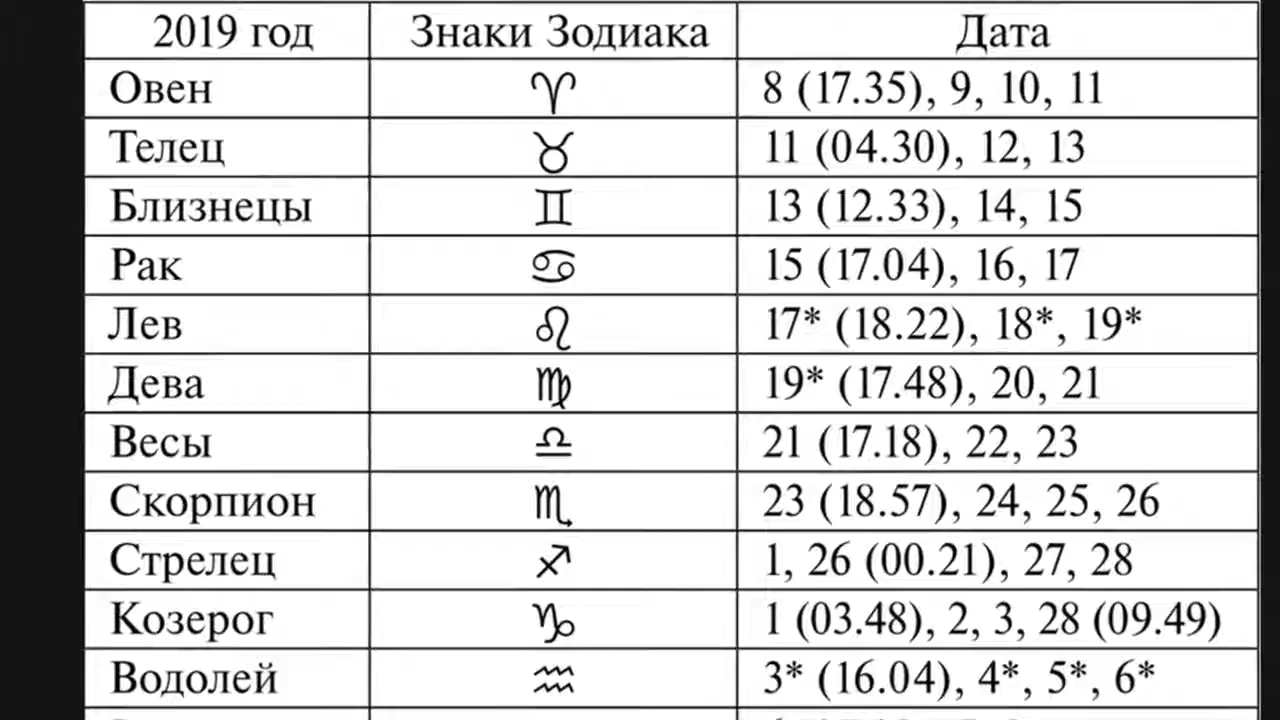 2019 год Знаки Зодиака Дата
Овен ♈ 8 (17.35), 9, 10, 11
Телец ♉ 11 (04.30), 12, 13
Близнецы ♊ 13 (12.33), 14, 15
Рак ♋ 15 (17.04), 16, 17
Лев ♌ 17* (18.22), 18*, 19*
Дева ♍ 19* (17.48), 20, 21
Весы ♎ 21 (17.18), 22, 23
Скорпион ♏ 23 (18.57), 24, 25, 26
Стрелец ♐ 1, 26 (00.21), 27, 28
Козерог ♑ 1 (03.48), 2, 3, 28 (09.49)
Водолей ♒ 3* (16.04), 4*, 5*, 6*